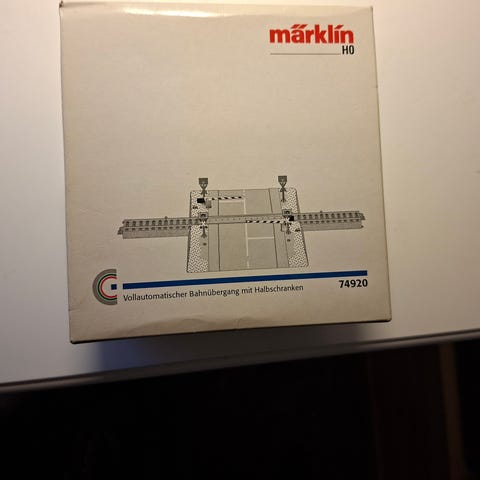 märklin
H0
C
Vollautomatischer Bahnübergang mit Halbschranken
74920